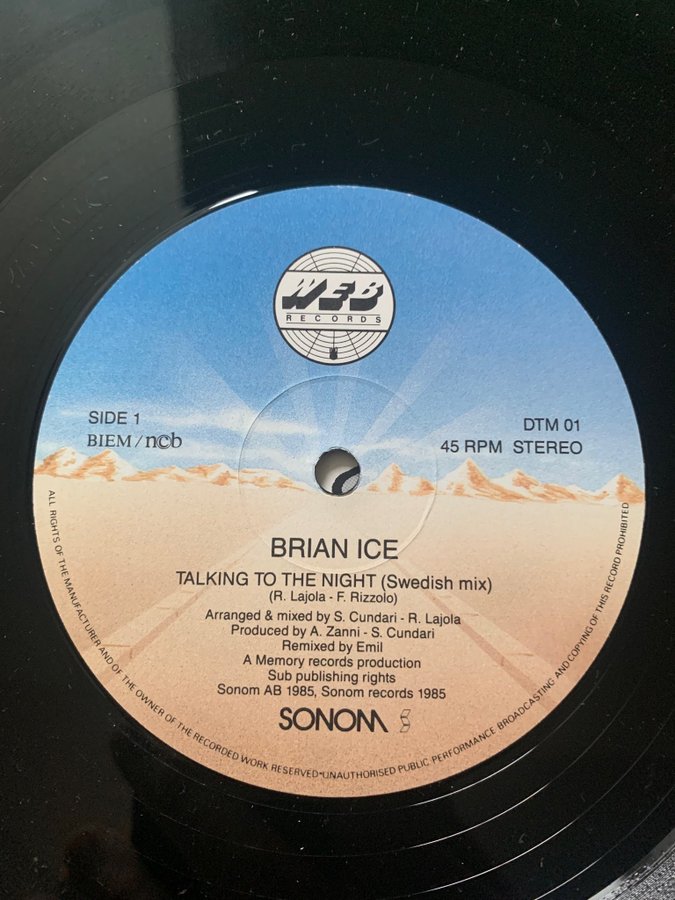 WEB
RECORDS
SIDE 1
BIEM/n©b
DTM 01
45 RPM STEREO
BRIAN ICE
TALKING TO THE NIGHT (Swedish mix)
(R. Lajola - F. Rizzolo)
Arranged & mixed by S. Cundari - R. Lajola
Produced by A. Zanni - S. Cundari
Remixed by Emil
A Memory records production
Sub publishing rights
Sonom AB 1985, Sonom records 1985
SONOM
ALL RIGHTS OF THE MANUFACTURER AND OF THE OWNER OF THE RECORDED WORK RESERVED•UNAUTHORISED PUBLIC PERFORMANCE BROADCASTING AND COPYING OF THIS RECORD PROHIBITED